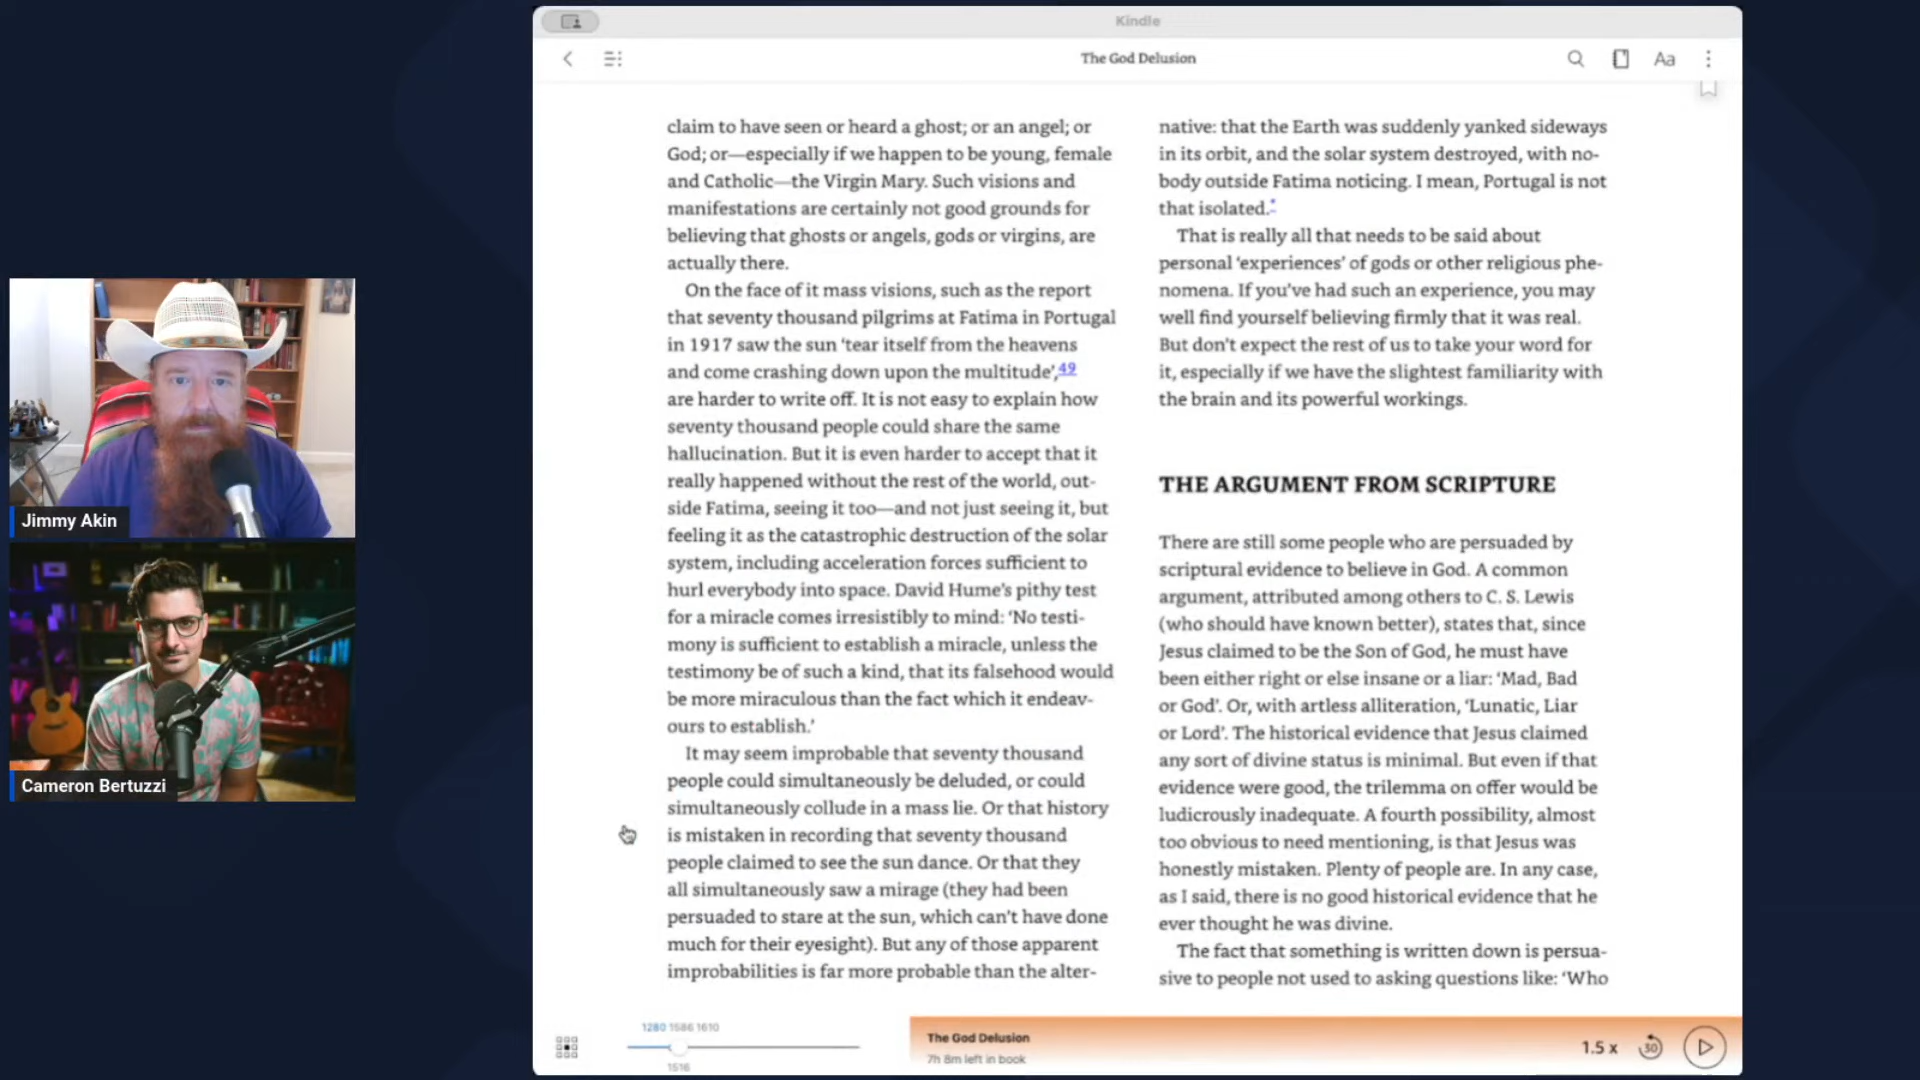 Kindle
The God Delusion
Aa
claim to have seen or heard a ghost; or an angel; or
God; or—especially if we happen to be young, female
and Catholic—the Virgin Mary. Such visions and
manifestations are certainly not good grounds for
believing that ghosts or angels, gods or virgins, are
actually there.
On the face of it mass visions, such as the report
that seventy thousand pilgrims at Fatima in Portugal
in 1917 saw the sun ‘tear itself from the heavens
and come crashing down upon the multitude’,49
are harder to write off. It is not easy to explain how
seventy thousand people could share the same
hallucination. But it is even harder to accept that it
really happened without the rest of the world, out-
side Fatima, seeing it too—and not just seeing it, but
feeling it as the catastrophic destruction of the solar
system, including acceleration forces sufficient to
hurl everybody into space. David Hume’s pithy test
for a miracle comes irresistibly to mind: ‘No testi-
mony is sufficient to establish a miracle, unless the
testimony be of such a kind, that its falsehood would
be more miraculous than the fact which it endeav-
ours to establish.’
It may seem improbable that seventy thousand
people could simultaneously be deluded, or could
simultaneously collude in a mass lie. Or that history
is mistaken in recording that seventy thousand
people claimed to see the sun dance. Or that they
all simultaneously saw a mirage (they had been
persuaded to stare at the sun, which can’t have done
much for their eyesight). But any of those apparent
improbabilities is far more probable than the alter-
native: that the Earth was suddenly yanked sideways
in its orbit, and the solar system destroyed, with no-
body outside Fatima noticing. I mean, Portugal is not
that isolated.*
That is really all that needs to be said about
personal ‘experiences’ of gods or other religious phe-
nomena. If you’ve had such an experience, you may
well find yourself believing firmly that it was real.
But don’t expect the rest of us to take your word for
it, especially if we have the slightest familiarity with
the brain and its powerful workings.
THE ARGUMENT FROM SCRIPTURE
There are still some people who are persuaded by
scriptural evidence to believe in God. A common
argument, attributed among others to C. S. Lewis
(who should have known better), states that, since
Jesus claimed to be the Son of God, he must have
been either right or else insane or a liar: ‘Mad, Bad
or God’. Or, with artless alliteration, ‘Lunatic, Liar
or Lord’. The historical evidence that Jesus claimed
any sort of divine status is minimal. But even if that
evidence were good, the trilemma on offer would be
ludicrously inadequate. A fourth possibility, almost
too obvious to need mentioning, is that Jesus was
honestly mistaken. Plenty of people are. In any case,
as I said, there is no good historical evidence that he
ever thought he was divine.
The fact that something is written down is persua-
sive to people not used to asking questions like: ‘Who
Jimmy Akin
Cameron Bertuzzi
1280 1586 1610
1516
The God Delusion
7h 8m left in book
1.5 x
30